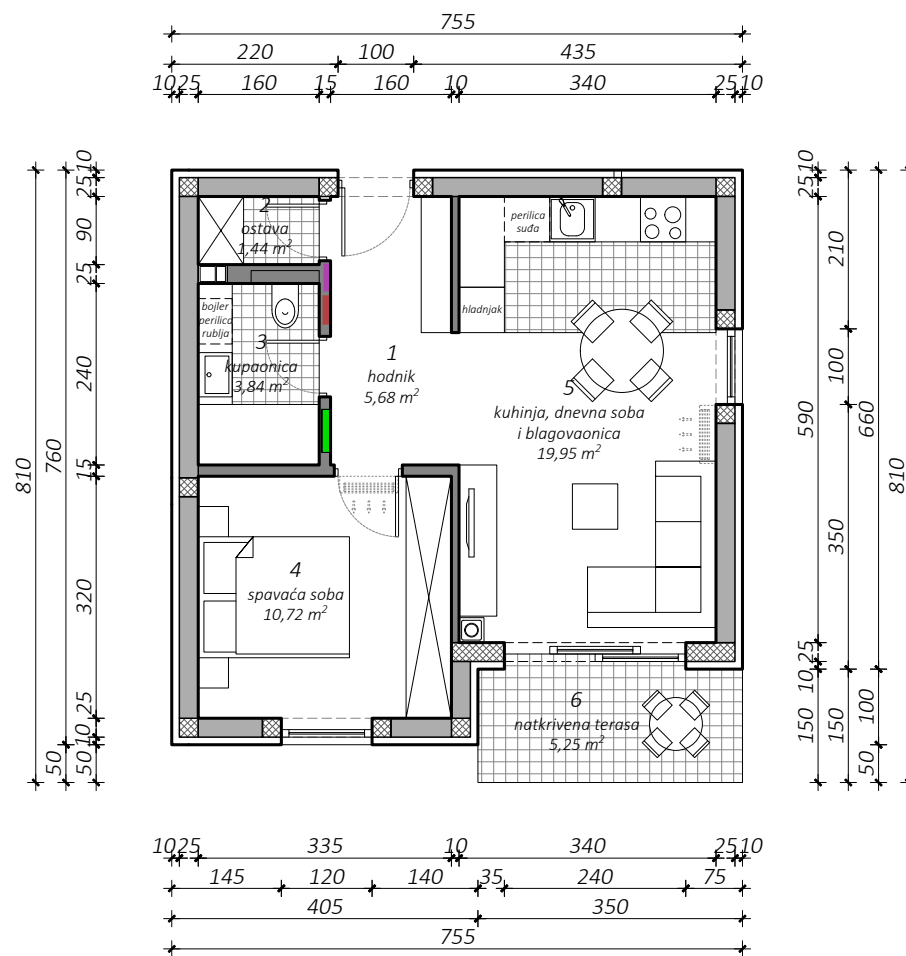 755
220 100 435
10 25 160 15 160 10 340 25 10
10
25
90
25
240
15
320
25
10
50
760
50
810
2
ostava
1,44 m²
perilica
suđa
hladnjak
bojler
perilica
rublja
3
kupaonica
3,84 m²
1
hodnik
5,68 m²
5
kuhinja, dnevna soba
i blagovaonica
19,95 m²
4
spavaća soba
10,72 m²
6
natkrivena terasa
5,25 m²
10
25
590
25
10
150
210
100
350
150
660
100
50
810
10 25 335 10 340 25 10
145 120 140 35 240 75
405 350
755